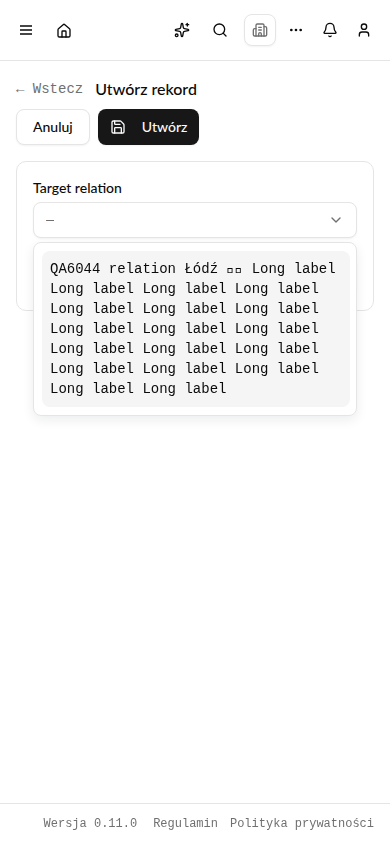 ← Wstecz Utwórz rekord
Anuluj Utwórz
Target relation
—
QA6044 relation Łódź Long label
Long label Long label Long label
Long label Long label Long label
Long label Long label Long label
Long label Long label Long label
Long label Long label Long label
Long label Long label
Wersja 0.11.0 Regulamin Polityka prywatności